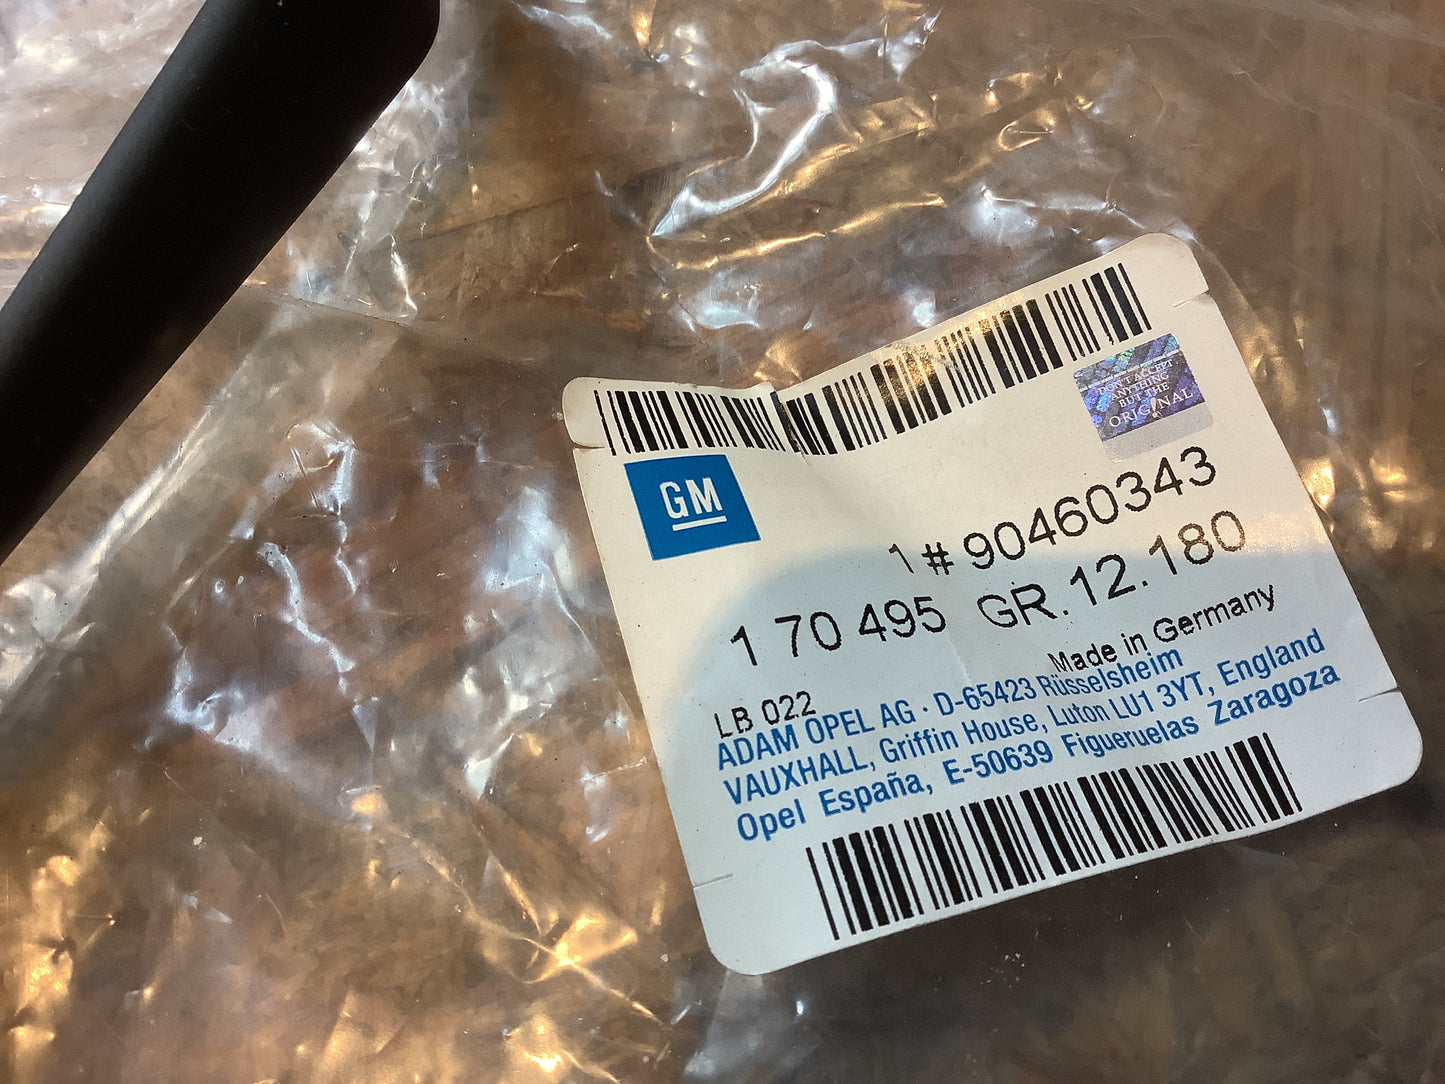 DON'T ACCEPT
ANYTHING
BUT THE
ORIGINAL
GM
1 # 90460343
1 70 495 GR. 12.180
Made in Germany
LB 022
ADAM OPEL AG · D-65423 Rüsselsheim
VAUXHALL, Griffin House, Luton LU1 3YT, England
Opel España, E-50639 Figueruelas Zaragoza